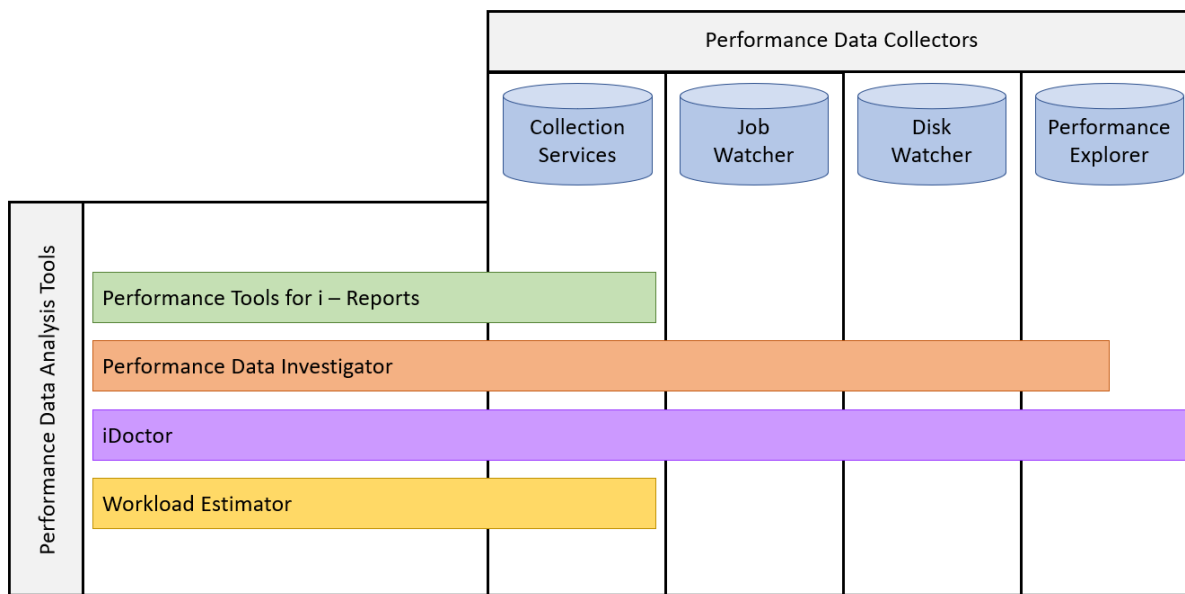 Performance Data Collectors
Collection
Services
Job
Watcher
Disk
Watcher
Performance
Explorer
Performance Data Analysis Tools
Performance Tools for i – Reports
Performance Data Investigator
iDoctor
Workload Estimator